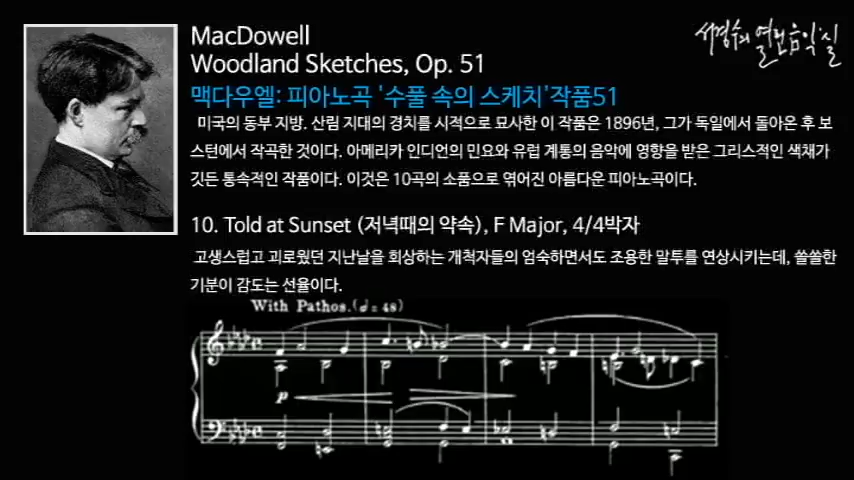 MacDowell
Woodland Sketches, Op. 51
서경수의 열린음악실
맥다우엘: 피아노곡 '수풀 속의 스케치'작품51
미국의 동부 지방. 산림 지대의 경치를 시적으로 묘사한 이 작품은 1896년, 그가 독일에서 돌아온 후 보
스턴에서 작곡한 것이다. 아메리카 인디언의 민요와 유럽 계통의 음악에 영향을 받은 그리스적인 색채가
깃든 통속적인 작품이다. 이것은 10곡의 소품으로 엮어진 아름다운 피아노곡이다.
10. Told at Sunset (저녁때의 약속), F Major, 4/4박자
고생스럽고 괴로웠던 지난날을 회상하는 개척자들의 엄숙하면서도 조용한 말투를 연상시키는데, 쓸쓸한
기분이 감도는 선율이다.
With Pathos.(𝅗𝅥 = 48)
p